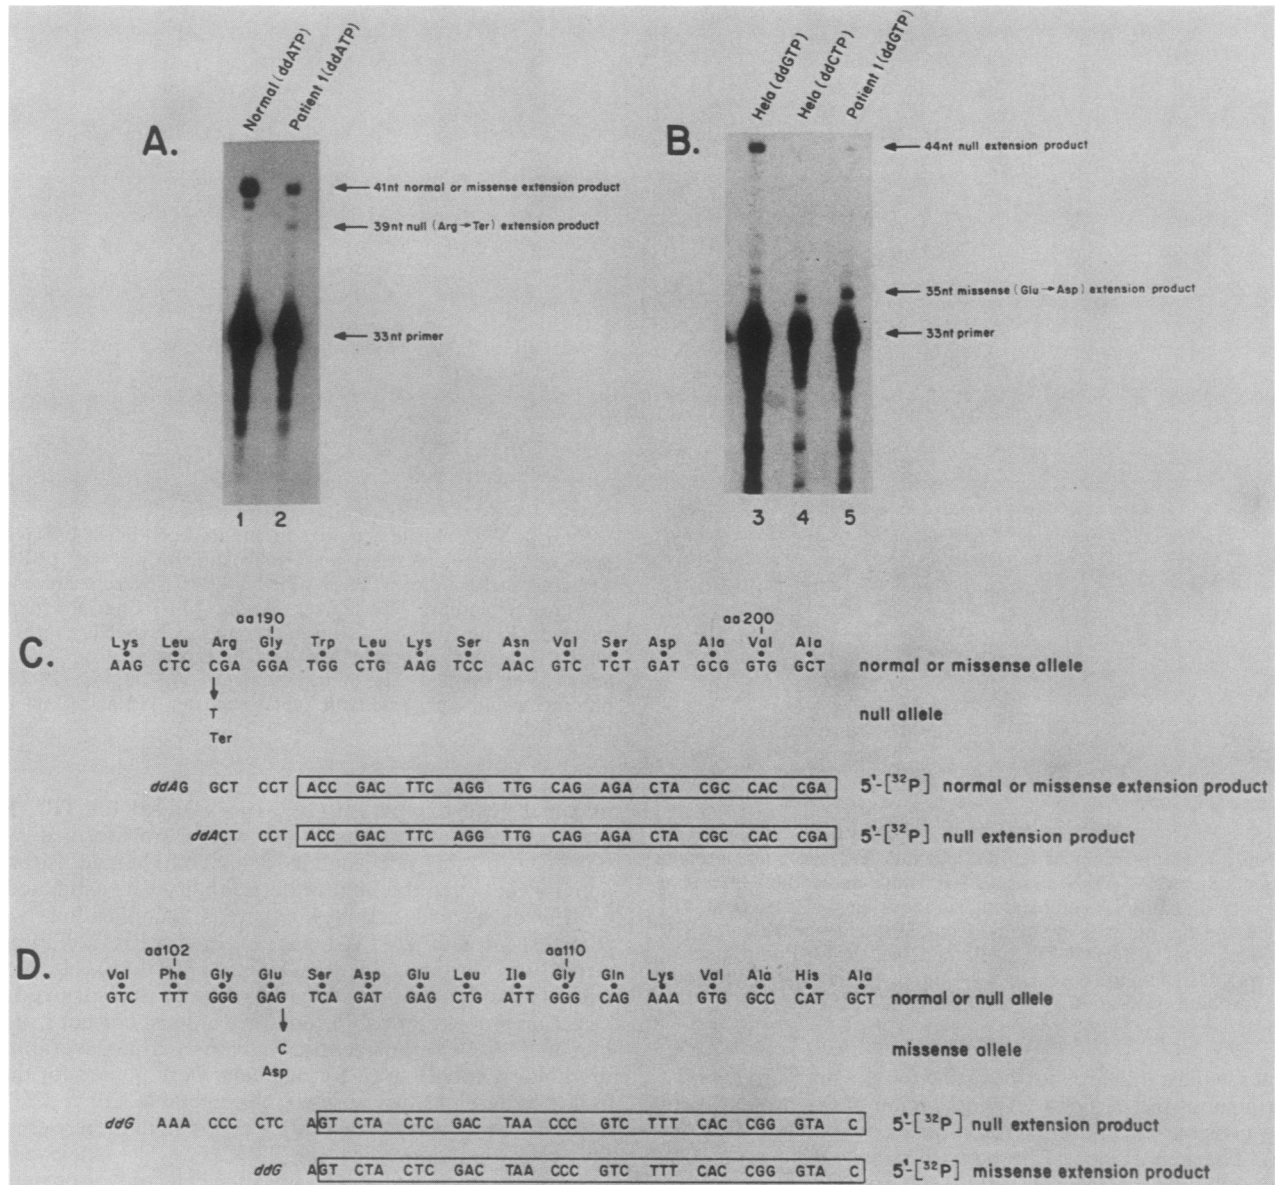 A.
Normal (ddATP)
Patient 1 (ddATP)
41nt normal or missense extension product
39nt null (Arg→Ter) extension product
33nt primer
1 2
B.
Hela (ddGTP)
Hela (ddCTP)
Patient 1 (ddGTP)
44nt null extension product
35nt missense (Glu→Asp) extension product
33nt primer
3 4 5
C.
aa190 aa200
Lys Leu Arg Gly Trp Leu Lys Ser Asn Val Ser Asp Ala Val Ala
AAG CTC CGA GGA TGG CTG AAG TCC AAC GTC TCT GAT GCG GTG GCT normal or missense allele
T null allele
Ter
ddAG GCT CCT ACC GAC TTC AGG TTG CAG AGA CTA CGC CAC CGA 5'-[³²P] normal or missense extension product
ddACT CCT ACC GAC TTC AGG TTG CAG AGA CTA CGC CAC CGA 5'-[³²P] null extension product
D.
aa102 aa110
Val Phe Gly Glu Ser Asp Glu Leu Ile Gly Gln Lys Val Ala His Ala
GTC TTT GGG GAG TCA GAT GAG CTG ATT GGG CAG AAA GTG GCC CAT GCT normal or null allele
C missense allele
Asp
ddG AAA CCC CTC AGT CTA CTC GAC TAA CCC GTC TTT CAC CGG GTA C 5'-[³²P] null extension product
ddG AGT CTA CTC GAC TAA CCC GTC TTT CAC CGG GTA C 5'-[³²P] missense extension product